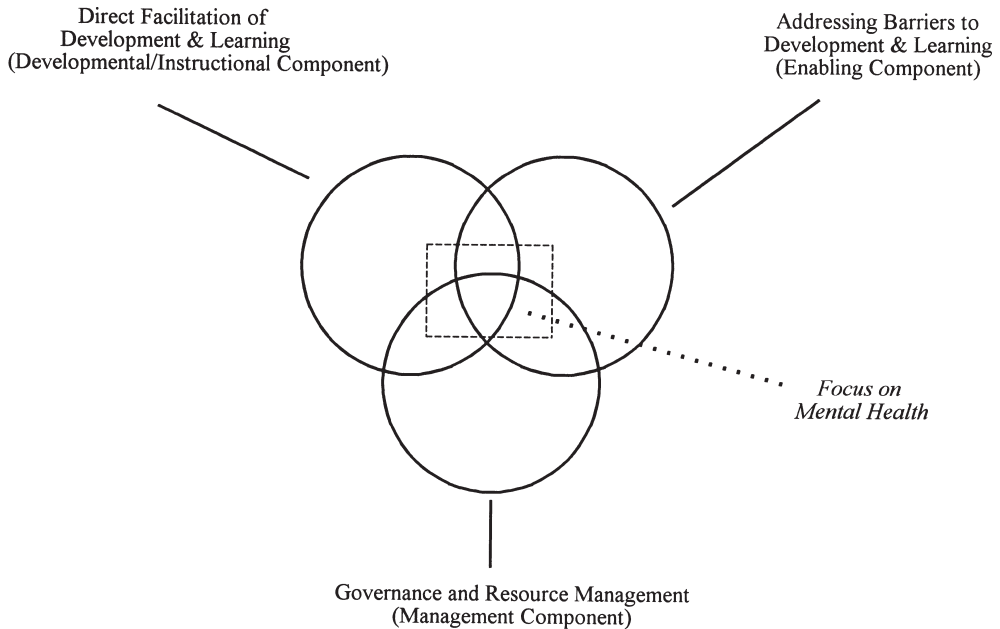 Direct Facilitation of
Development & Learning
(Developmental/Instructional Component)
Addressing Barriers to
Development & Learning
(Enabling Component)
Focus on
Mental Health
Governance and Resource Management
(Management Component)